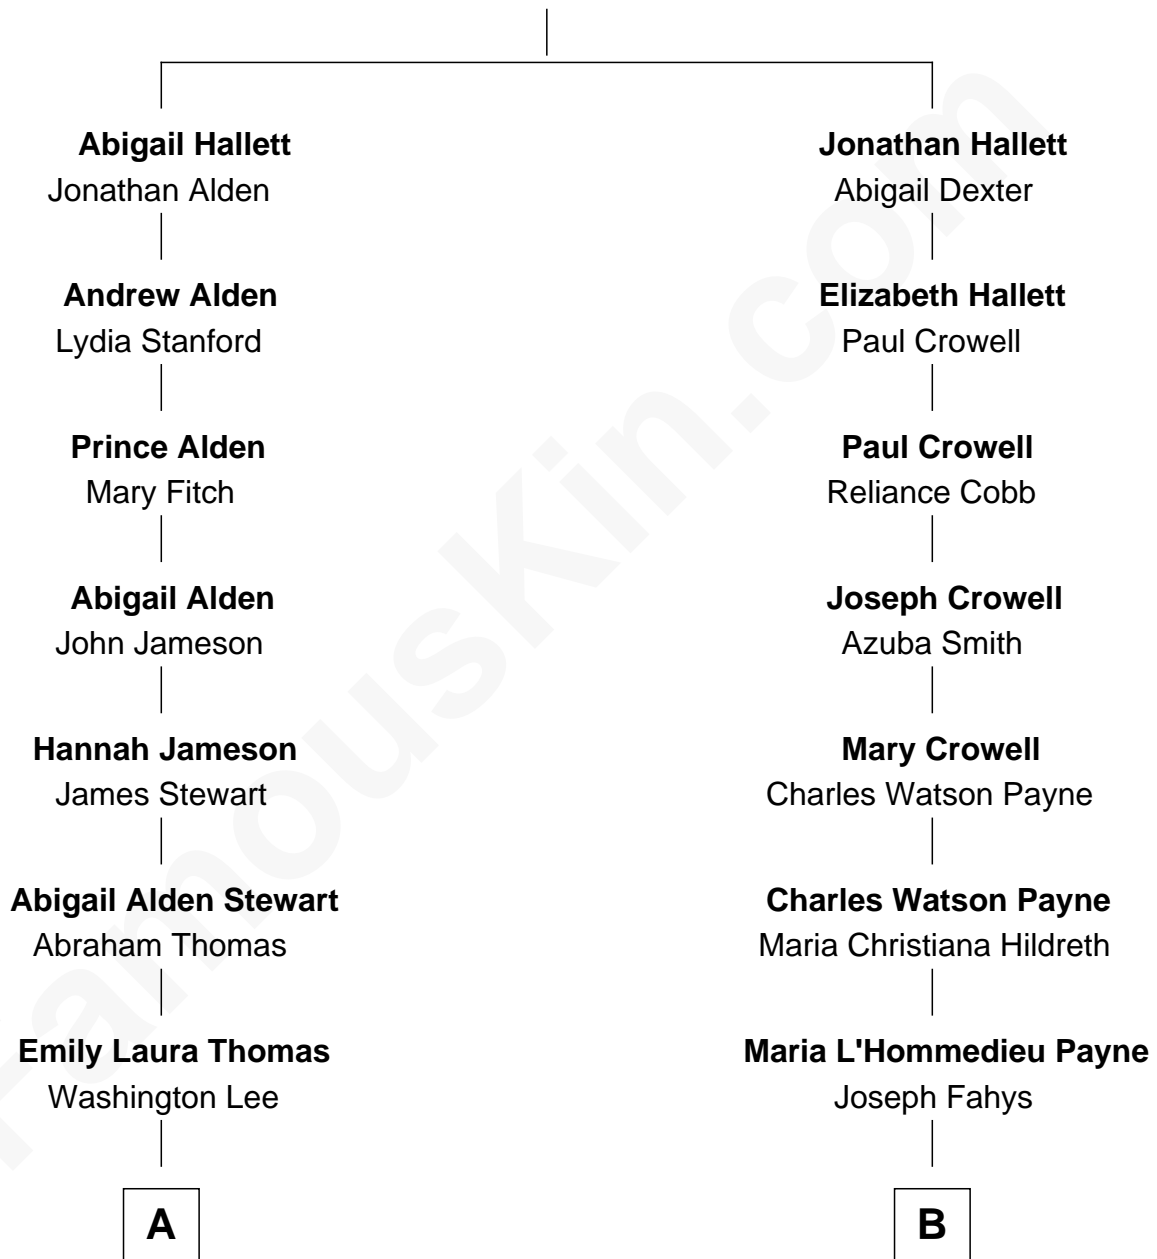 Abigail Hallett
Jonathan Alden
Andrew Alden
Lydia Stanford
Prince Alden
Mary Fitch
Abigail Alden
John Jameson
Hannah Jameson
James Stewart
Abigail Alden Stewart
Abraham Thomas
Emily Laura Thomas
Washington Lee
A
Jonathan Hallett
Abigail Dexter
Elizabeth Hallett
Paul Crowell
Paul Crowell
Reliance Cobb
Joseph Crowell
Azuba Smith
Mary Crowell
Charles Watson Payne
Charles Watson Payne
Maria Christiana Hildreth
Maria L'Hommedieu Payne
Joseph Fahys
B
FamousKin.com